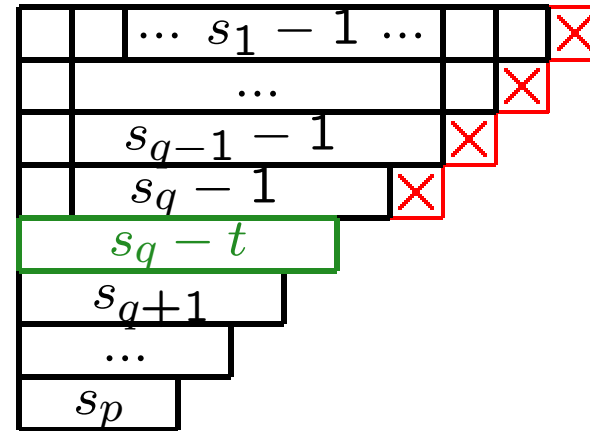 ... s_1 − 1 ...
...
s_{q−1} − 1
s_q − 1
s_q − t
s_{q+1}
...
s_p